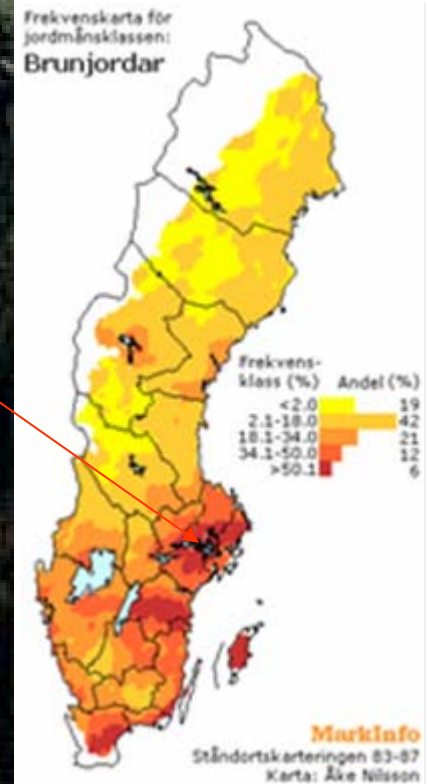 Frekvenskarta för
jordmånsklassen:
Brunjordar
Frekvens-
klass (%) Andel (%)
<2.0 19
2.1-18.0 42
18.1-34.0 21
34.1-50.0 12
>50.1 6
MarkInfo
Ståndortskarteringen 83-87
Karta: Åke Nilsson